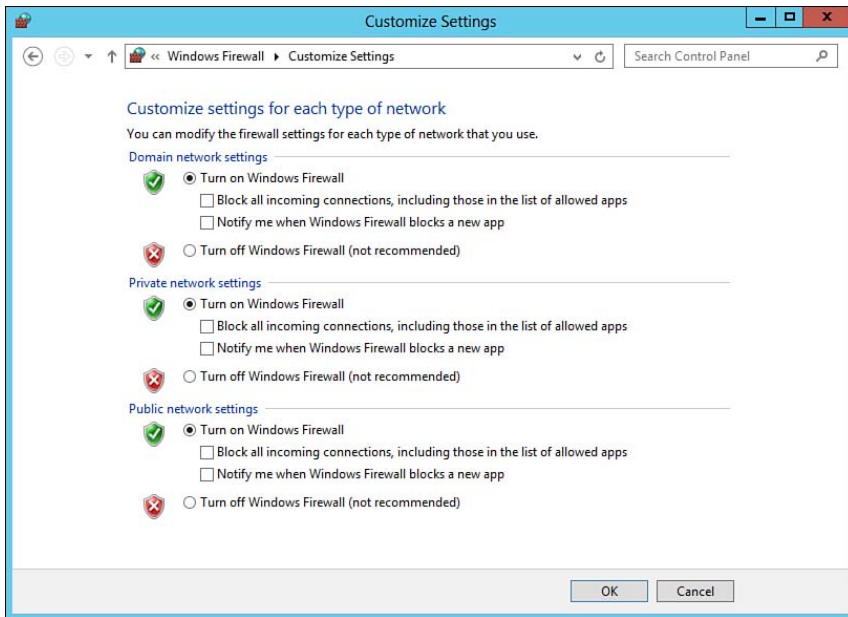 Customize Settings
« Windows Firewall ▸ Customize Settings
Search Control Panel
Customize settings for each type of network
You can modify the firewall settings for each type of network that you use.
Domain network settings
Turn on Windows Firewall
Block all incoming connections, including those in the list of allowed apps
Notify me when Windows Firewall blocks a new app
Turn off Windows Firewall (not recommended)
Private network settings
Turn on Windows Firewall
Block all incoming connections, including those in the list of allowed apps
Notify me when Windows Firewall blocks a new app
Turn off Windows Firewall (not recommended)
Public network settings
Turn on Windows Firewall
Block all incoming connections, including those in the list of allowed apps
Notify me when Windows Firewall blocks a new app
Turn off Windows Firewall (not recommended)
OK Cancel